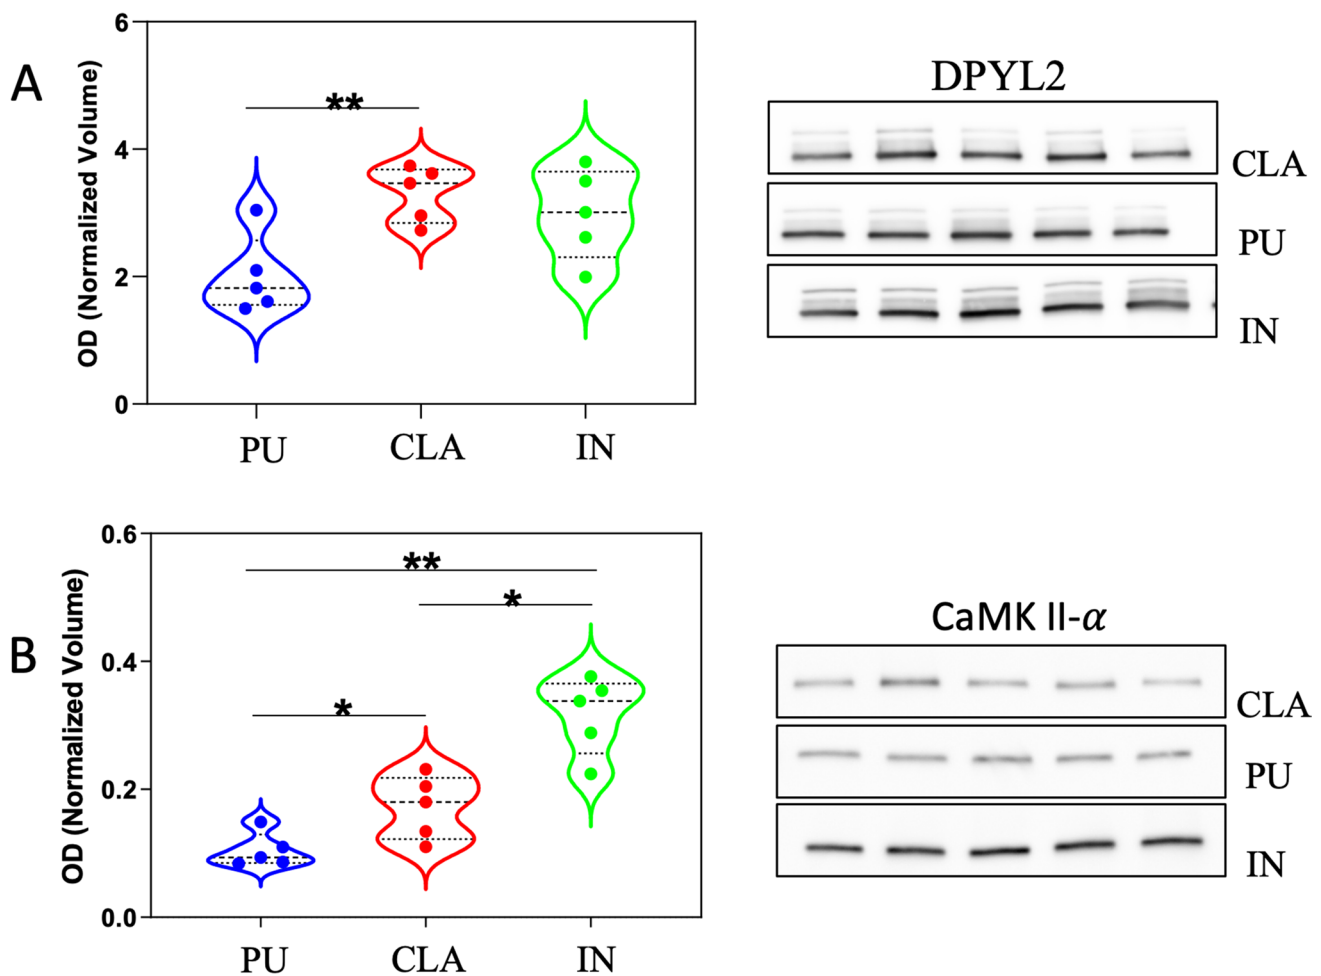 A
OD (Normalized Volume)
6
4
2
0
**
PU
CLA
IN
DPYL2
CLA
PU
IN
B
OD (Normalized Volume)
0.6
0.4
0.2
0.0
**
*
*
PU
CLA
IN
CaMK II-α
CLA
PU
IN